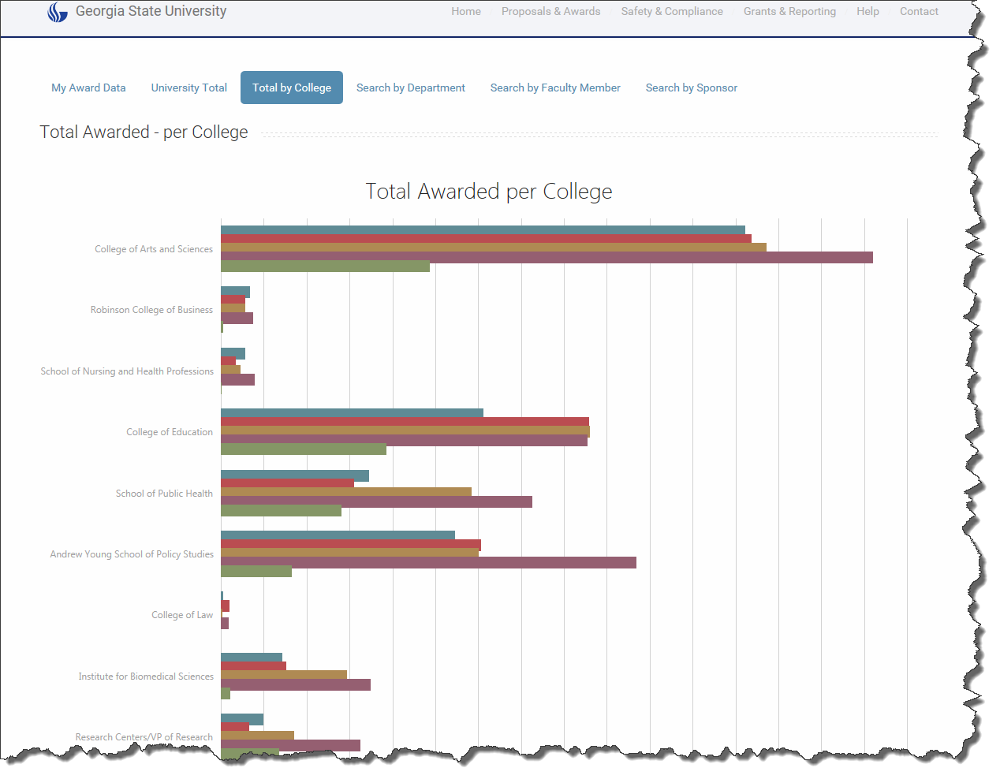 Georgia State University
Home Proposals & Awards Safety & Compliance Grants & Reporting Help Contact
My Award Data University Total Total by College Search by Department Search by Faculty Member Search by Sponsor
Total Awarded - per College
Total Awarded per College
College of Arts and Sciences
Robinson College of Business
School of Nursing and Health Professions
College of Education
School of Public Health
Andrew Young School of Policy Studies
College of Law
Institute for Biomedical Sciences
Research Centers/VP of Research